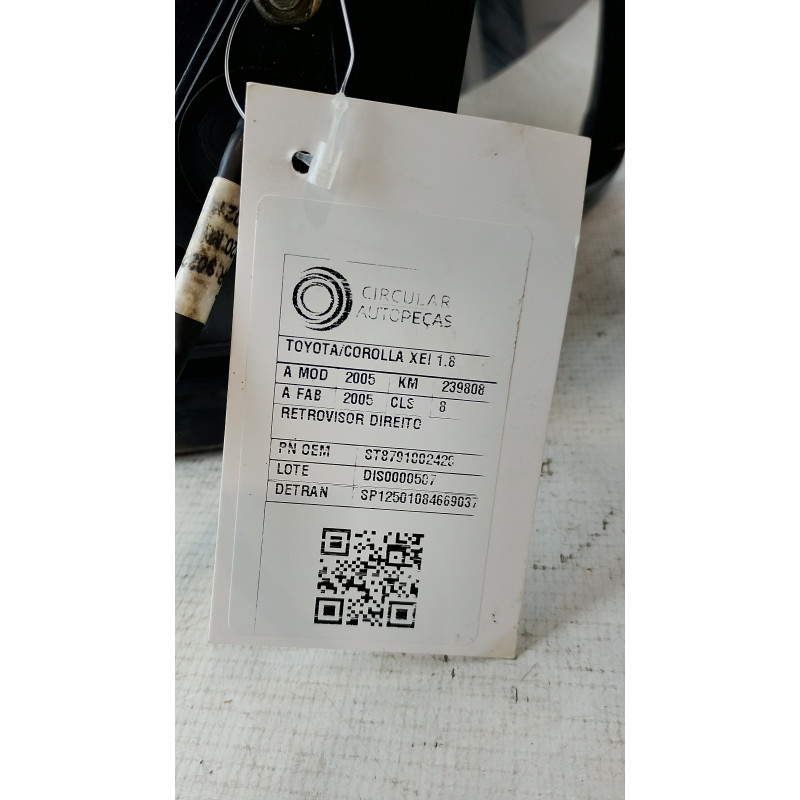 CIRCULAR
AUTOPEÇAS
TOYOTA/COROLLA XEI 1.8
A MOD 2005 KM 239808
A FAB 2005 CLS 8
RETROVISOR DIREITO
PN OEM ST8791002420
LOTE DIS0000507
DETRAN SP12501084669037